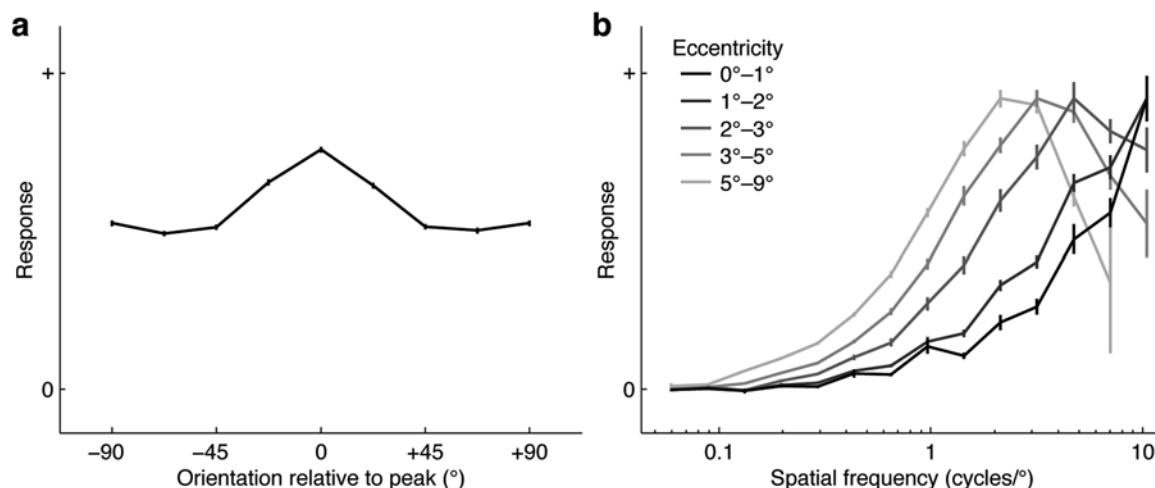 a
+
Response
0
−90
−45
0
+45
+90
Orientation relative to peak (°)
b
Eccentricity
0°–1°
1°–2°
2°–3°
3°–5°
5°–9°
+
Response
0
0.1
1
10
Spatial frequency (cycles/°)